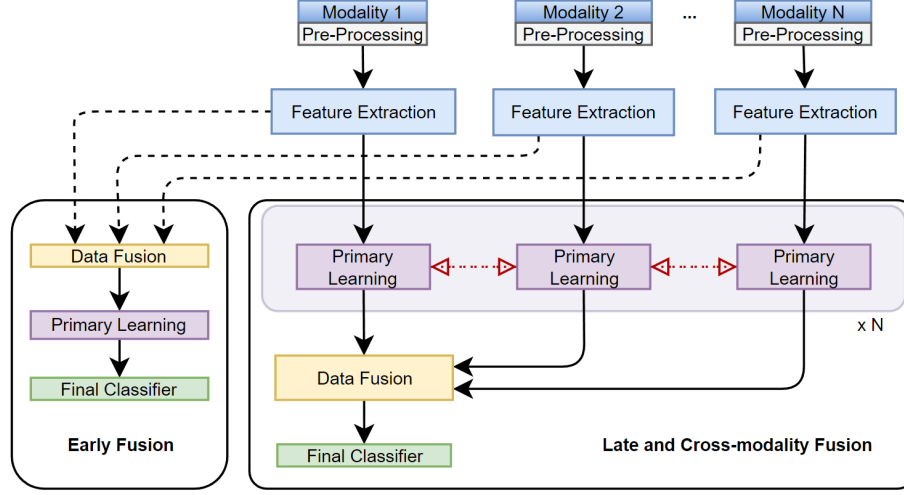 Modality 1
Pre-Processing
Modality 2
Pre-Processing
...
Modality N
Pre-Processing
Feature Extraction
Feature Extraction
Feature Extraction
Data Fusion
Primary Learning
Final Classifier
Early Fusion
Primary
Learning
Primary
Learning
Primary
Learning
x N
Data Fusion
Final Classifier
Late and Cross-modality Fusion